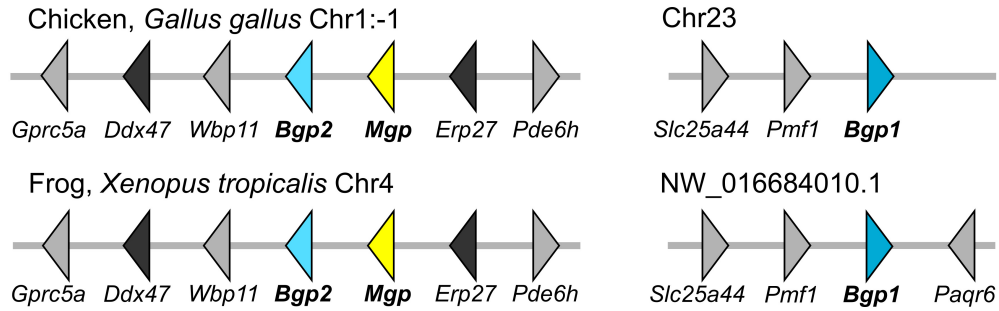 Chicken, Gallus gallus Chr1:-1
Chr23
Gprc5a Ddx47 Wbp11 Bgp2 Mgp Erp27 Pde6h
Slc25a44 Pmf1 Bgp1
Frog, Xenopus tropicalis Chr4
NW_016684010.1
Gprc5a Ddx47 Wbp11 Bgp2 Mgp Erp27 Pde6h
Slc25a44 Pmf1 Bgp1 Paqr6